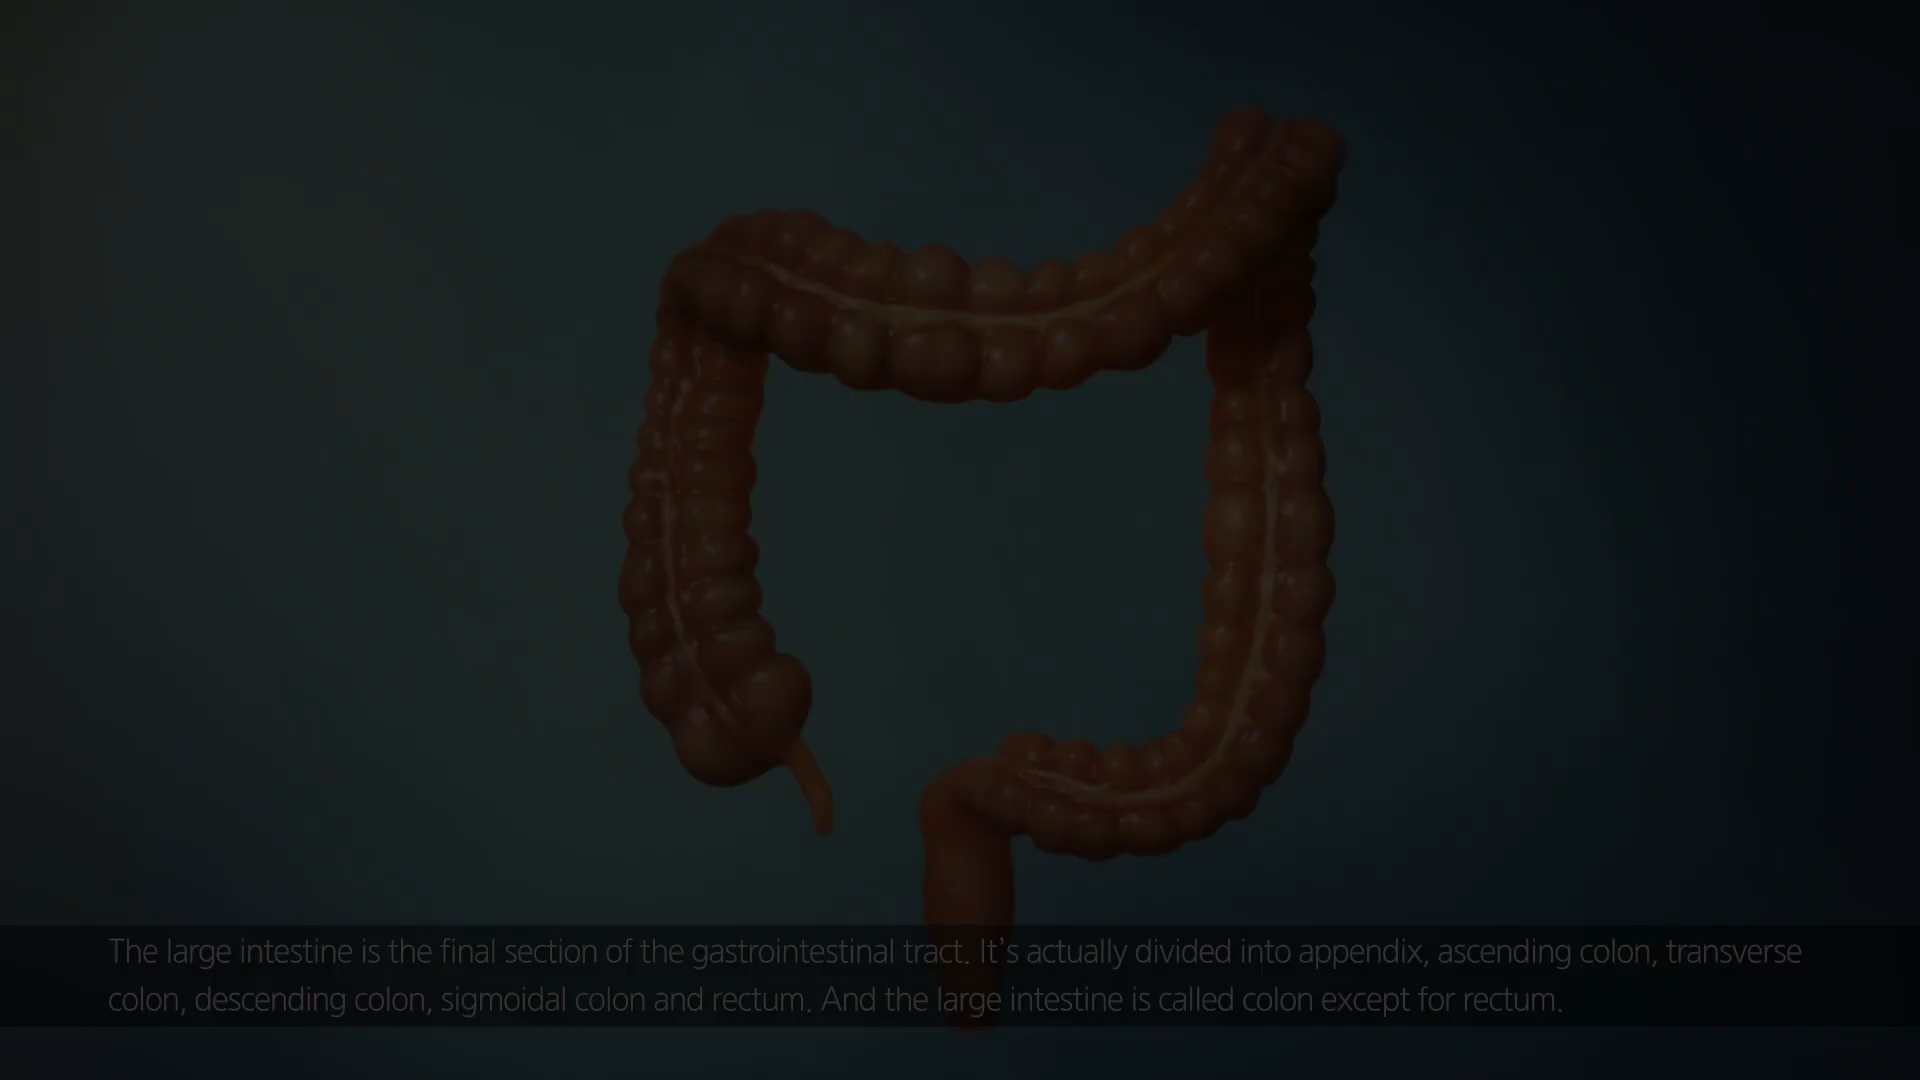 The large intestine is the final section of the gastrointestinal tract. It's actually divided into appendix, ascending colon, transverse
colon, descending colon, sigmoidal colon and rectum. And the large intestine is called colon except for rectum.